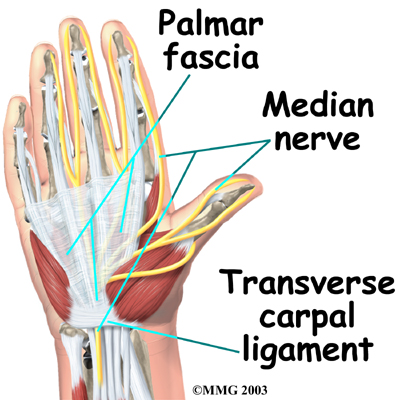 Palmar
fascia
Median
nerve
Transverse
carpal
ligament
©MMG 2003